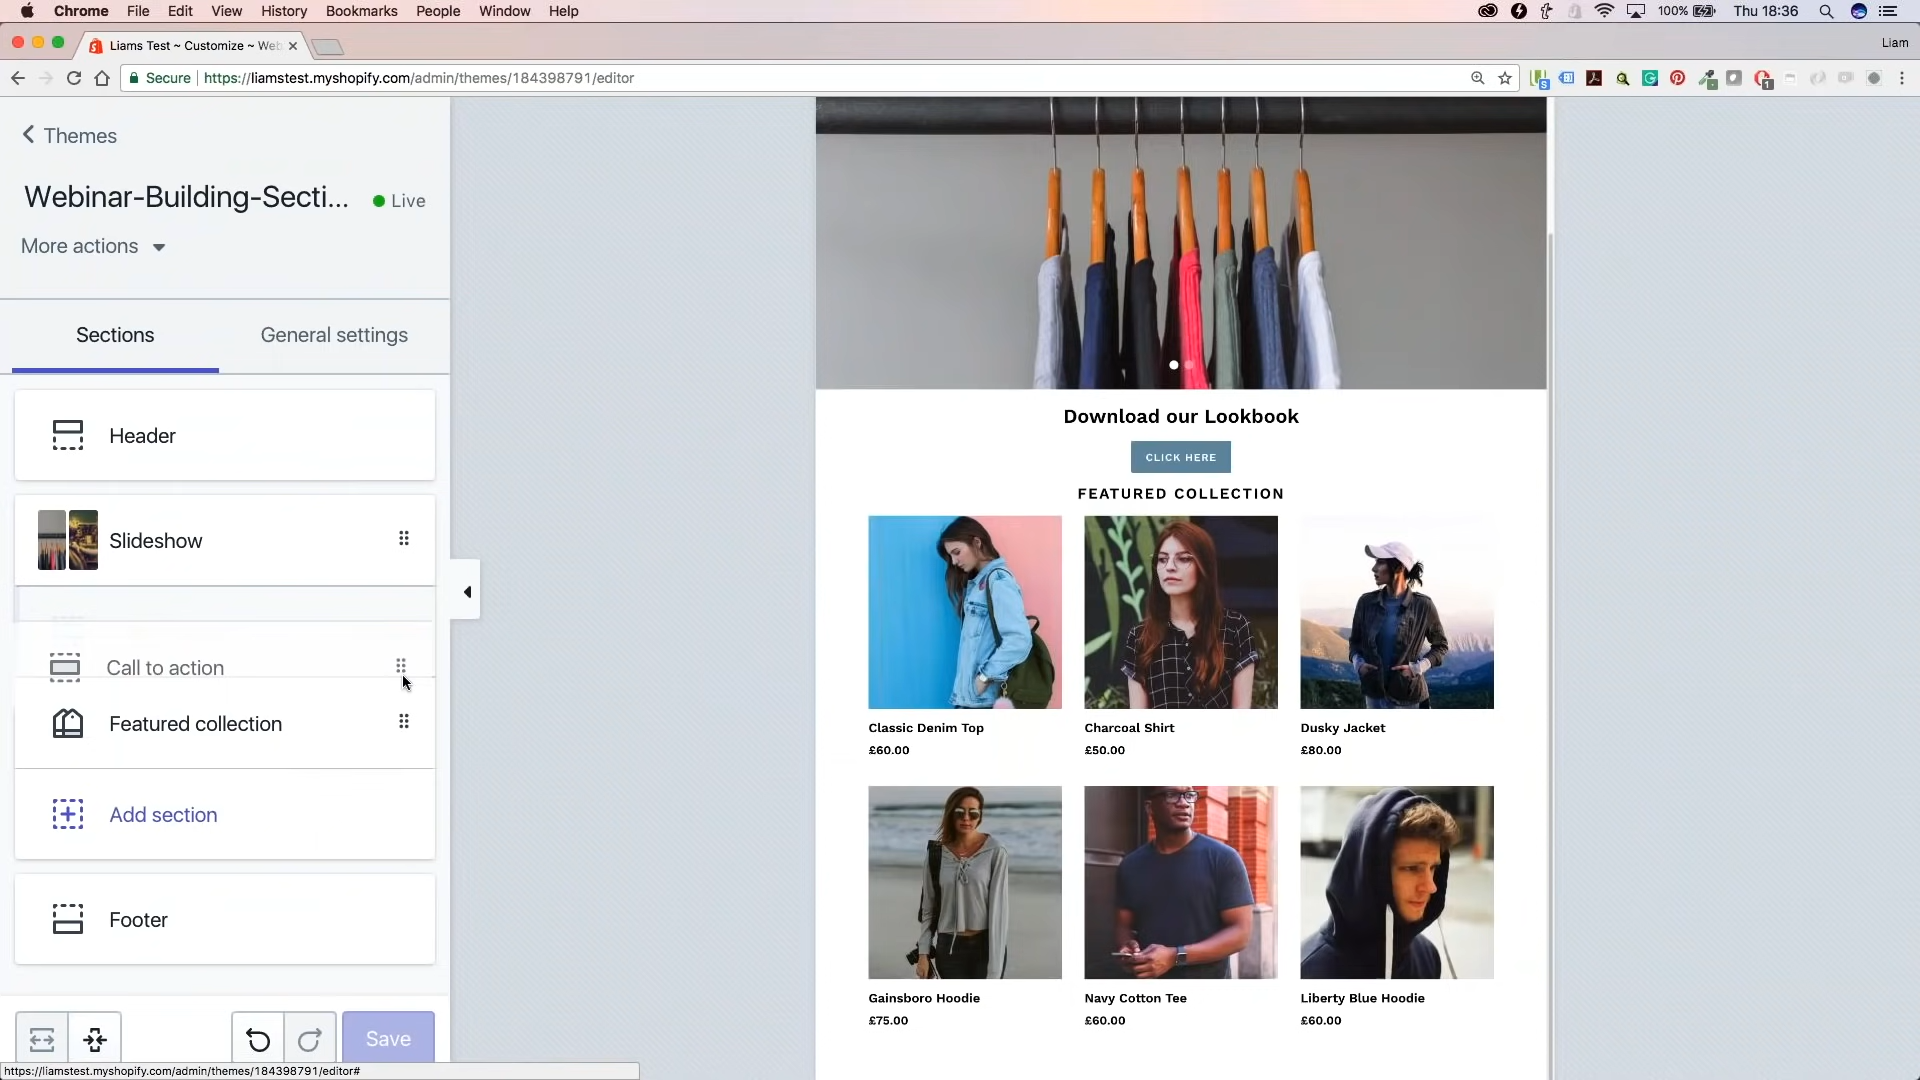 Chrome File Edit View History Bookmarks People Window Help 100% Thu 18:36
Liams Test ~ Customize ~ Web Liam
Secure https://liamstest.myshopify.com/admin/themes/184398791/editor
Themes
Webinar-Building-Secti... Live
More actions
Sections General settings
Header
Slideshow
Call to action
Featured collection
Add section
Footer
Save
https://liamstest.myshopify.com/admin/themes/184398791/editor#
Download our Lookbook
CLICK HERE
FEATURED COLLECTION
Classic Denim Top Charcoal Shirt Dusky Jacket
£60.00 £50.00 £80.00
Gainsboro Hoodie Navy Cotton Tee Liberty Blue Hoodie
£75.00 £60.00 £60.00